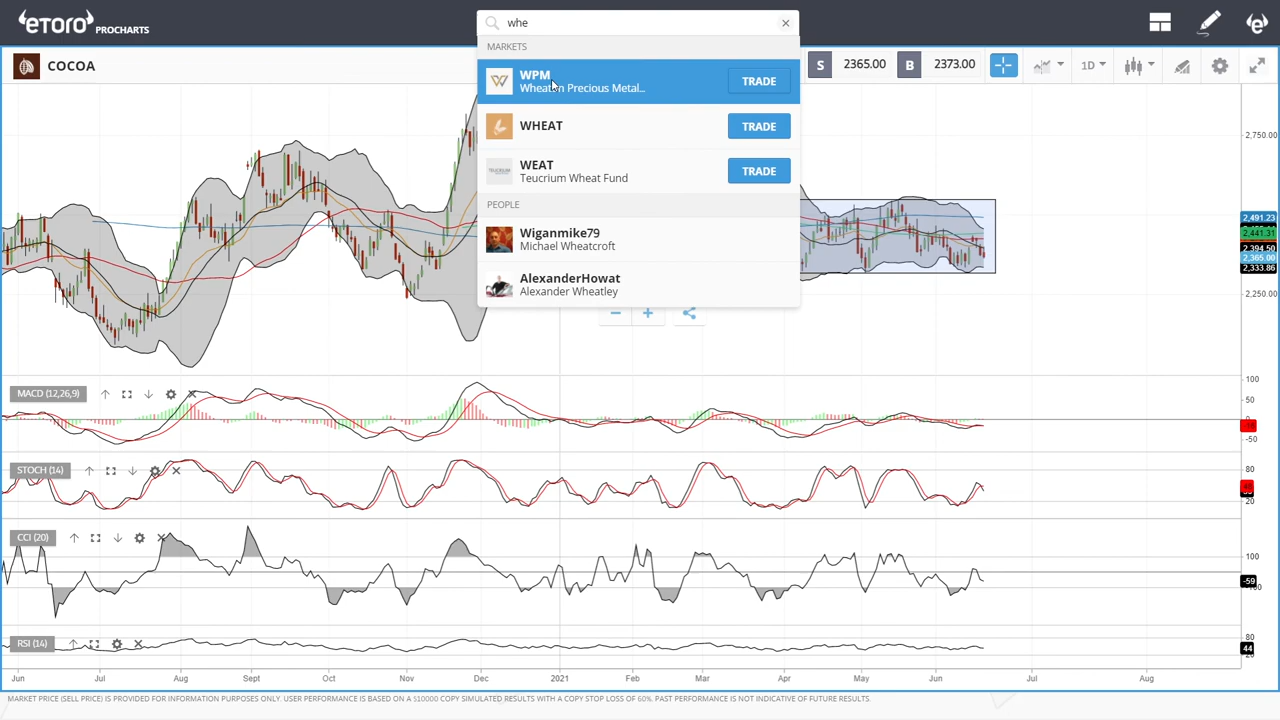 etoro PROCHARTS
whe
COCOA
S 2365.00 B 2373.00 1D
MARKETS
WPM
Wheaton Precious Metal...
TRADE
WHEAT
TRADE
WEAT
Teucrium Wheat Fund
TRADE
PEOPLE
Wiganmike79
Michael Wheatcroft
AlexanderHowat
Alexander Wheatley
2,750.00
2,491.23
2,441.31
2,394.50
2,365.00
2,333.86
2,250.00
MACD (12,26,9)
100
50
0
-50
STOCH (14)
80
20
CCI (20)
100
-59
RSI (14)
80
44
Jun Jul Aug Sept Oct Nov Dec 2021 Feb Mar Apr May Jun Jul Aug
MARKET PRICE (SELL PRICE) IS PROVIDED FOR INFORMATION PURPOSES ONLY. USER PERFORMANCE IS BASED ON A $10000 COPY SIMULATED RESULTS WITH A COPY STOP LOSS OF 60%. PAST PERFORMANCE IS NOT INDICATIVE OF FUTURE RESULTS.